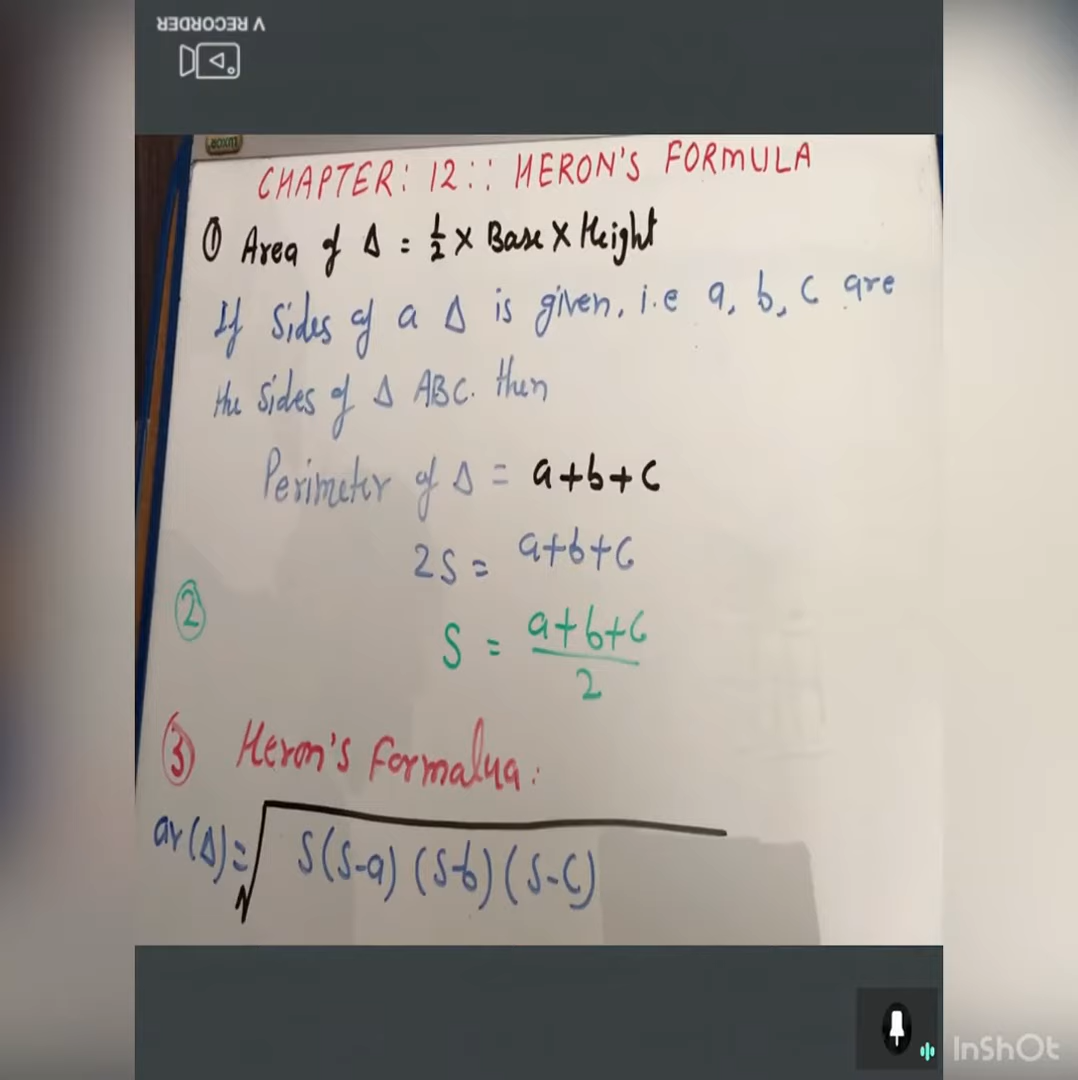 V RECORDER
LUXOR
CHAPTER: 12:: HERON'S FORMULA
① Area of Δ = 1/2 × Base × Height
If Sides of a Δ is given, i.e a, b, c are
the sides of Δ ABC. then
Perimeter of Δ = a+b+c
2S = a+b+c
② S = a+b+c/2
③ Heron's Formalua:
ar(Δ)= √S(S-a) (S-b) (S-C)
InShOt